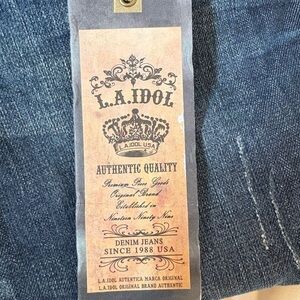 L.A.IDOL
L.A.IDOL USA
AUTHENTIC QUALITY
Premium Piece Goods
Original Brand
Established in
Nineteen Ninety Nine
DENIM JEANS
SINCE 1988 USA
L.A.IDOL AUTENTICA MARCA ORIGINAL
L.A.IDOL ORIGINAL BRAND AUTHENTIC